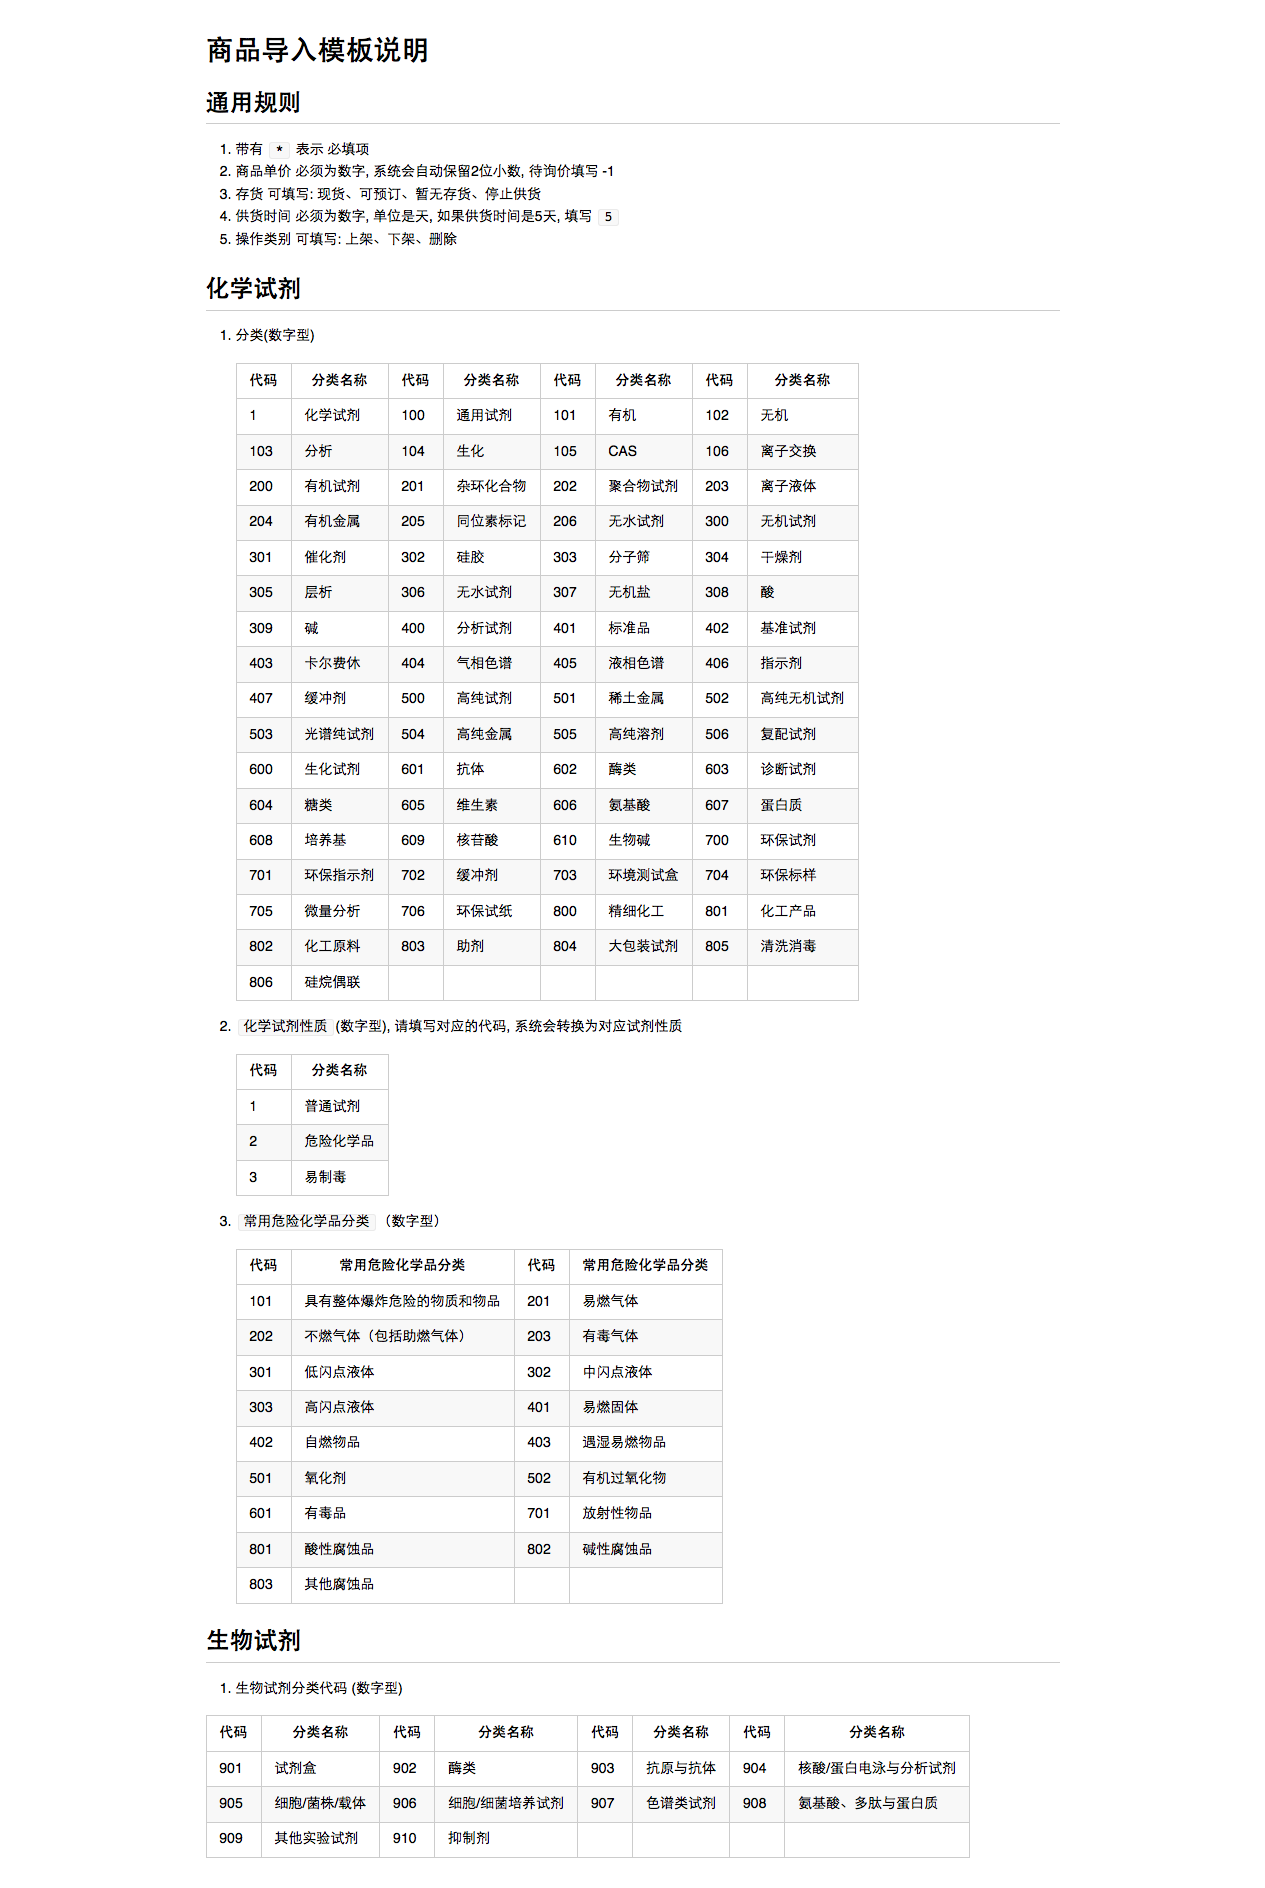 商品导入模板说明
通用规则
1. 带有 * 表示 必填项
2. 商品单价 必须为数字, 系统会自动保留2位小数, 待询价填写 -1
3. 存货 可填写: 现货、可预订、暂无存货、停止供货
4. 供货时间 必须为数字, 单位是天, 如果供货时间是5天, 填写 5
5. 操作类别 可填写: 上架、下架、删除
化学试剂
1. 分类(数字型)
代码 分类名称 代码 分类名称 代码 分类名称 代码 分类名称
1 化学试剂 100 通用试剂 101 有机 102 无机
103 分析 104 生化 105 CAS 106 离子交换
200 有机试剂 201 杂环化合物 202 聚合物试剂 203 离子液体
204 有机金属 205 同位素标记 206 无水试剂 300 无机试剂
301 催化剂 302 硅胶 303 分子筛 304 干燥剂
305 层析 306 无水试剂 307 无机盐 308 酸
309 碱 400 分析试剂 401 标准品 402 基准试剂
403 卡尔费休 404 气相色谱 405 液相色谱 406 指示剂
407 缓冲剂 500 高纯试剂 501 稀土金属 502 高纯无机试剂
503 光谱纯试剂 504 高纯金属 505 高纯溶剂 506 复配试剂
600 生化试剂 601 抗体 602 酶类 603 诊断试剂
604 糖类 605 维生素 606 氨基酸 607 蛋白质
608 培养基 609 核苷酸 610 生物碱 700 环保试剂
701 环保指示剂 702 缓冲剂 703 环境测试盒 704 环保标样
705 微量分析 706 环保试纸 800 精细化工 801 化工产品
802 化工原料 803 助剂 804 大包装试剂 805 清洗消毒
806 硅烷偶联
2. 化学试剂性质 (数字型), 请填写对应的代码, 系统会转换为对应试剂性质
代码 分类名称
1 普通试剂
2 危险化学品
3 易制毒
3. 常用危险化学品分类 （数字型）
代码 常用危险化学品分类 代码 常用危险化学品分类
101 具有整体爆炸危险的物质和物品 201 易燃气体
202 不燃气体（包括助燃气体） 203 有毒气体
301 低闪点液体 302 中闪点液体
303 高闪点液体 401 易燃固体
402 自燃物品 403 遇湿易燃物品
501 氧化剂 502 有机过氧化物
601 有毒品 701 放射性物品
801 酸性腐蚀品 802 碱性腐蚀品
803 其他腐蚀品
生物试剂
1. 生物试剂分类代码 (数字型)
代码 分类名称 代码 分类名称 代码 分类名称 代码 分类名称
901 试剂盒 902 酶类 903 抗原与抗体 904 核酸/蛋白电泳与分析试剂
905 细胞/菌株/载体 906 细胞/细菌培养试剂 907 色谱类试剂 908 氨基酸、多肽与蛋白质
909 其他实验试剂 910 抑制剂